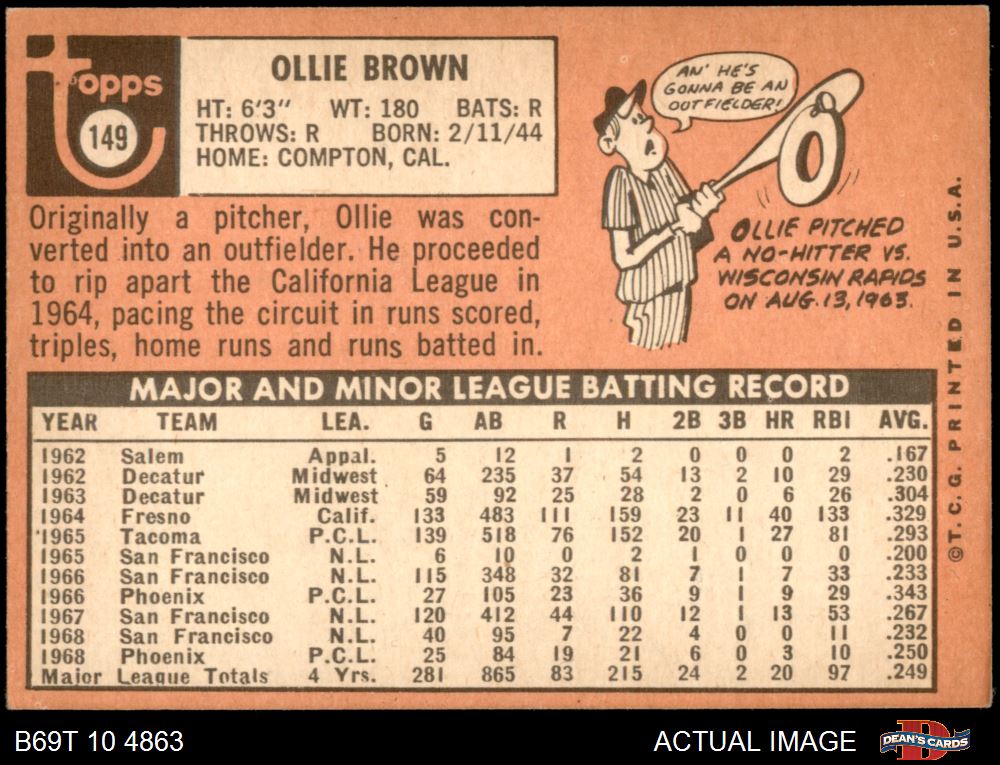 topps
149
OLLIE BROWN
HT: 6'3" WT: 180 BATS: R
THROWS: R BORN: 2/11/44
HOME: COMPTON, CAL.
Originally a pitcher, Ollie was con-
verted into an outfielder. He proceeded
to rip apart the California League in
1964, pacing the circuit in runs scored,
triples, home runs and runs batted in.
AN' HE'S
GONNA BE AN
OUTFIELDER!
O
OLLIE PITCHED
A NO-HITTER VS.
WISCONSIN RAPIDS
ON AUG. 13, 1963.
MAJOR AND MINOR LEAGUE BATTING RECORD
YEAR TEAM LEA. G AB R H 2B 3B HR RBI AVG.
1962 Salem Appal. 5 12 1 2 0 0 0 2 .167
1962 Decatur Midwest 64 235 37 54 13 2 10 29 .230
1963 Decatur Midwest 59 92 25 28 2 0 6 26 .304
1964 Fresno Calif. 133 483 111 159 23 11 40 133 .329
1965 Tacoma P.C.L. 139 518 76 152 20 1 27 81 .293
1965 San Francisco N.L. 6 10 0 2 1 0 0 0 .200
1966 San Francisco N.L. 115 348 32 81 7 1 7 33 .233
1966 Phoenix P.C.L. 27 105 23 36 9 1 9 29 .343
1967 San Francisco N.L. 120 412 44 110 12 1 13 53 .267
1968 San Francisco N.L. 40 95 7 22 4 0 0 11 .232
1968 Phoenix P.C.L. 25 84 19 21 6 0 3 10 .250
Major League Totals 4 Yrs. 281 865 83 215 24 2 20 97 .249
©T. C. G. PRINTED IN U.S.A.
B69T 10 4863
ACTUAL IMAGE
D
DEAN'S CARDS